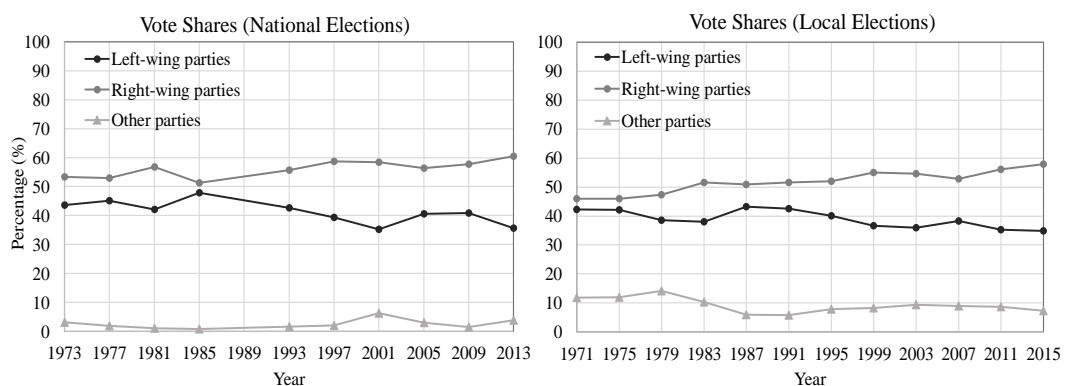 Vote Shares (National Elections)
100
90
80
70
60
50
40
30
20
10
0
Percentage (%)
Left-wing parties
Right-wing parties
Other parties
1973 1977 1981 1985 1989 1993 1997 2001 2005 2009 2013
Year
Vote Shares (Local Elections)
100
90
80
70
60
50
40
30
20
10
0
Left-wing parties
Right-wing parties
Other parties
1971 1975 1979 1983 1987 1991 1995 1999 2003 2007 2011 2015
Year